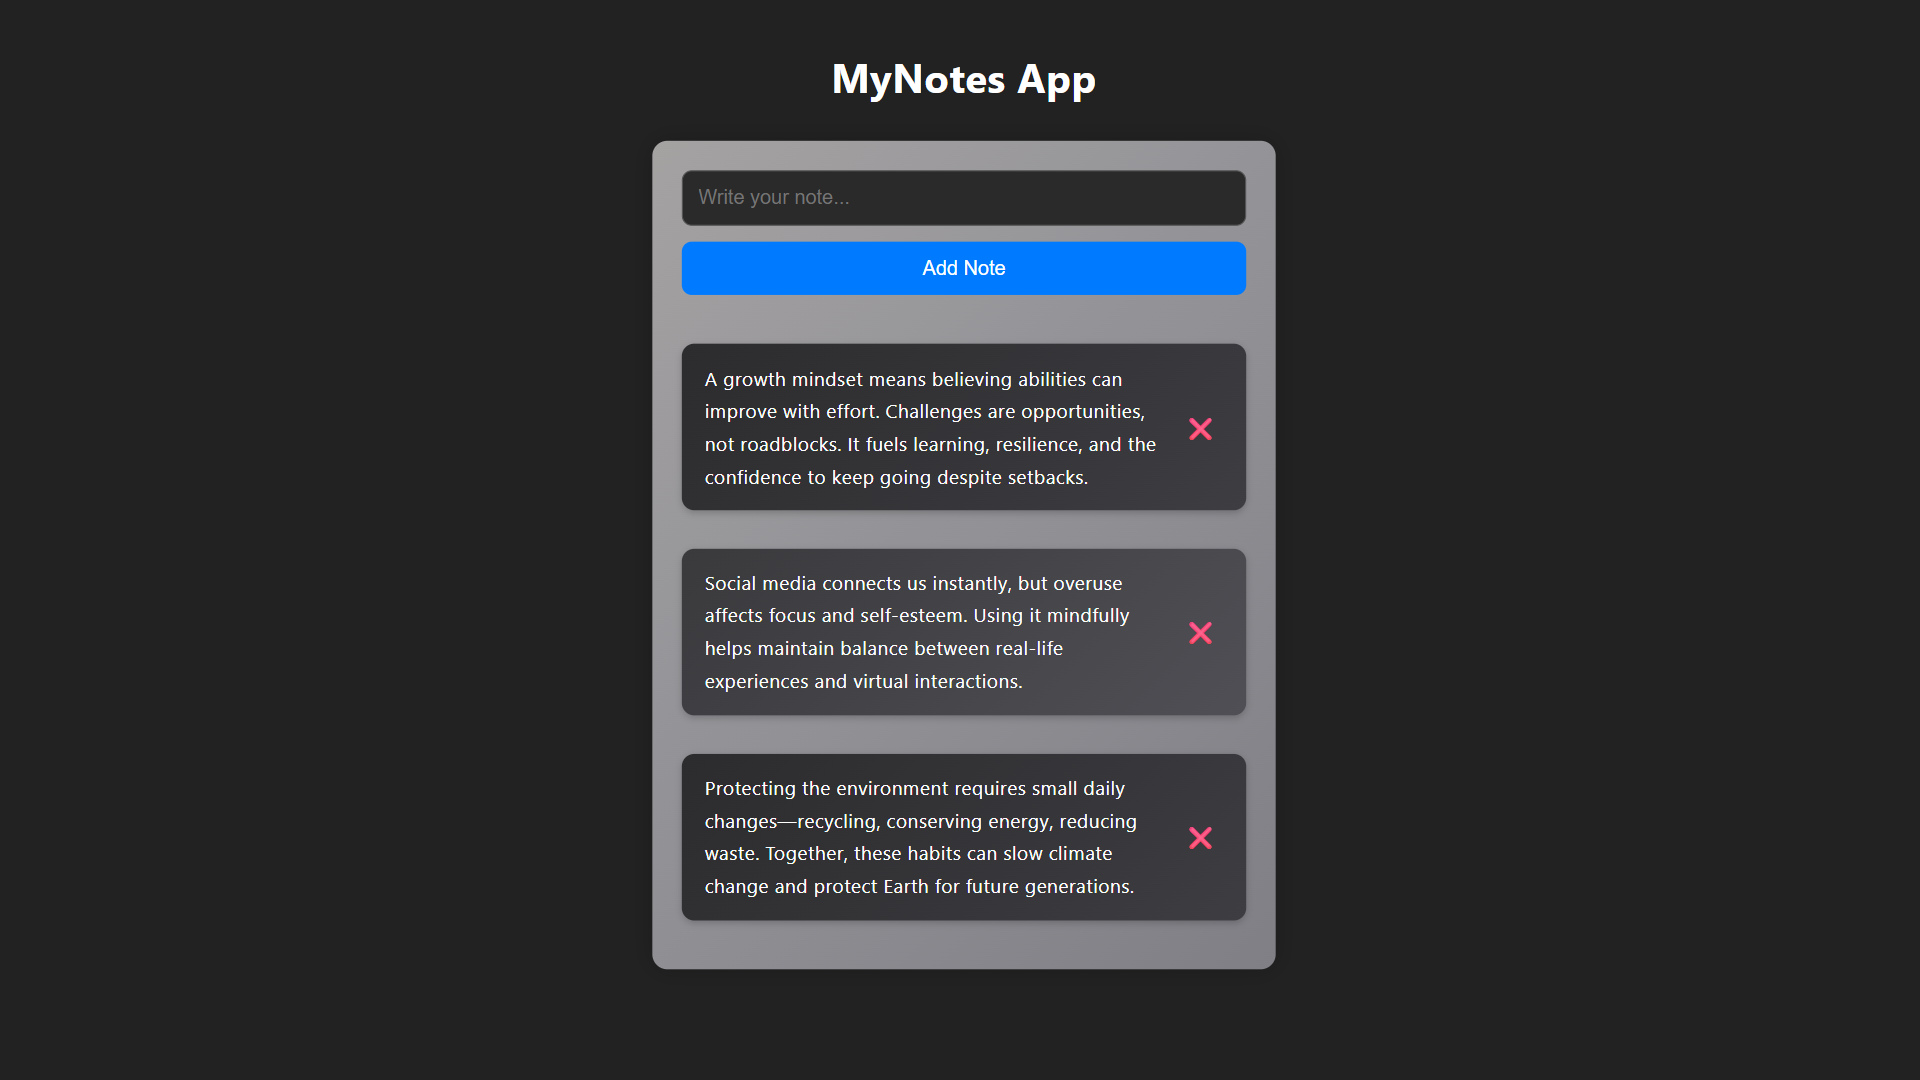 MyNotes App
Write your note...
Add Note
A growth mindset means believing abilities can
improve with effort. Challenges are opportunities,
not roadblocks. It fuels learning, resilience, and the
confidence to keep going despite setbacks.
Social media connects us instantly, but overuse
affects focus and self-esteem. Using it mindfully
helps maintain balance between real-life
experiences and virtual interactions.
Protecting the environment requires small daily
changes—recycling, conserving energy, reducing
waste. Together, these habits can slow climate
change and protect Earth for future generations.